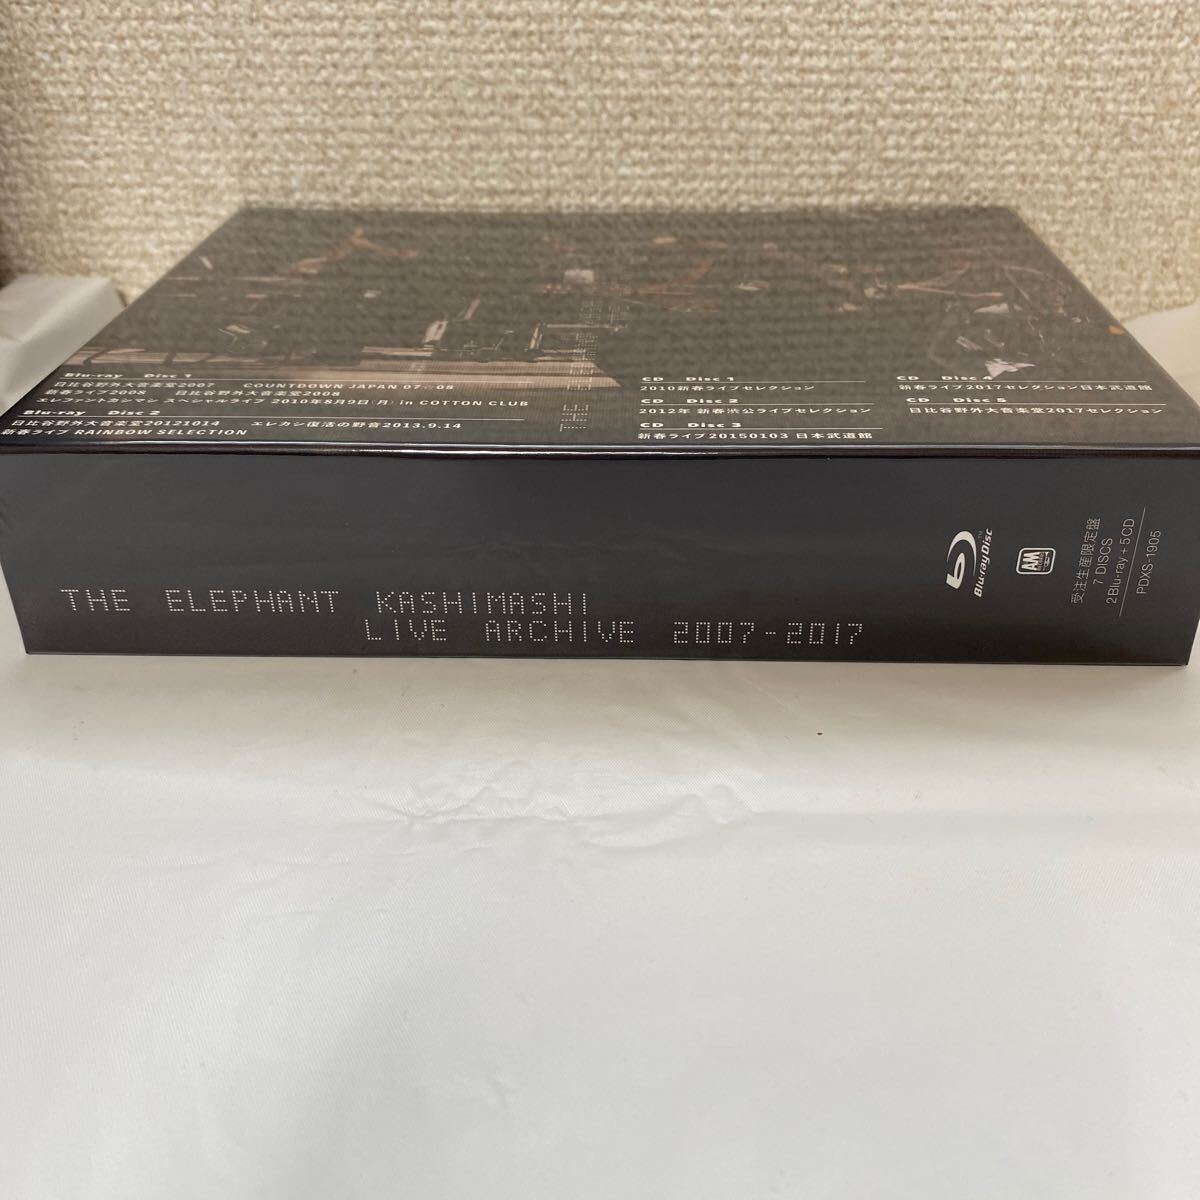 Blu-ray Disc 1
日比谷野外大音楽堂2007 COUNTDOWN JAPAN 07☆08
新春ライブ2008 日比谷野外大音楽堂2008
エレファントカシマシ スペシャルライブ 2010年8月9日(月) in COTTON CLUB
Blu-ray Disc 2
日比谷野外大音楽堂20121014 エレカシ復活の野音2013.9.14
新春ライブ RAINBOW SELECTION
CD Disc 1
2010新春ライブセレクション
CD Disc 2
2012年 新春渋公ライブセレクション
CD Disc 3
新春ライブ20150103 日本武道館
CD Disc 4
新春ライブ2017セレクション日本武道館
CD Disc 5
日比谷野外大音楽堂2017セレクション
THE ELEPHANT KASHIMASHI
LIVE ARCHIVE 2007-2017
Blu-ray Disc
AM
受注生産限定盤
7 DISCS
2Blu-ray+5CD
PDXS-1905